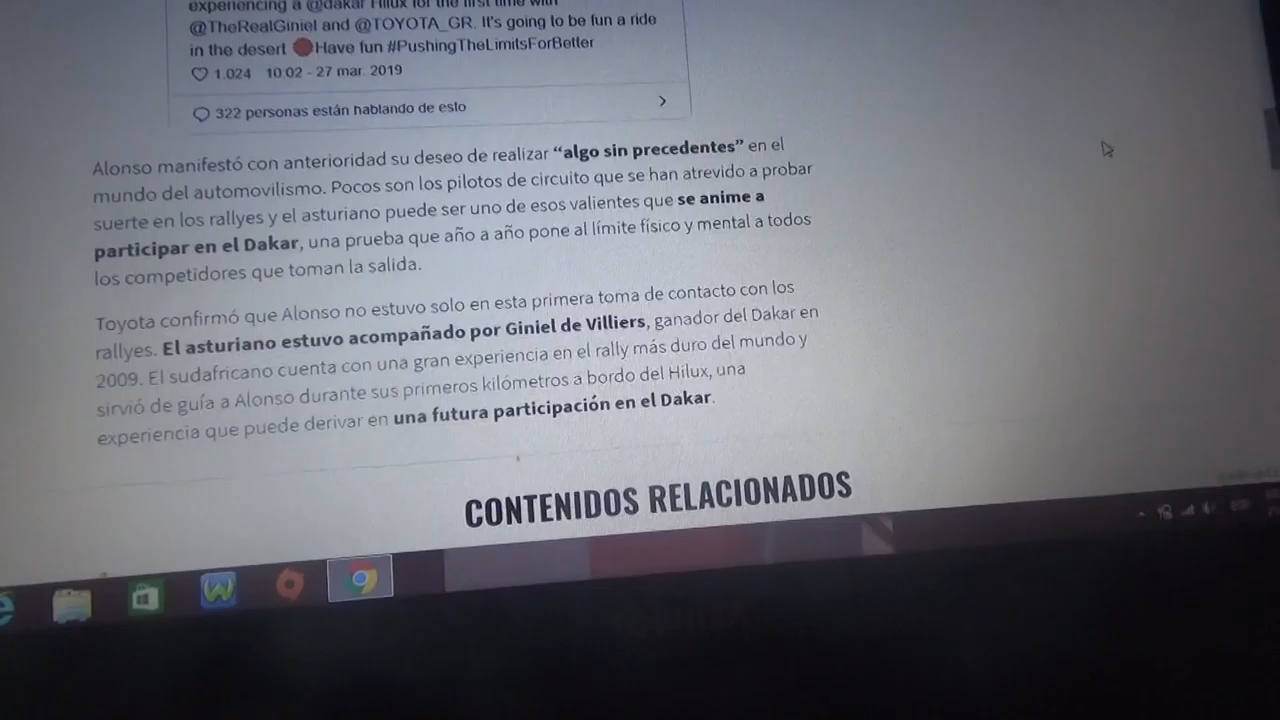 experiencing a @dakar Hilux for the first time with
@TheRealGiniel and @TOYOTA_GR. It's going to be fun a ride
in the desert Have fun #PushingTheLimitsForBetter
1.024 10:02 - 27 mar. 2019
322 personas están hablando de esto
Alonso manifestó con anterioridad su deseo de realizar “algo sin precedentes” en el
mundo del automovilismo. Pocos son los pilotos de circuito que se han atrevido a probar
suerte en los rallyes y el asturiano puede ser uno de esos valientes que se anime a
participar en el Dakar, una prueba que año a año pone al límite físico y mental a todos
los competidores que toman la salida.
Toyota confirmó que Alonso no estuvo solo en esta primera toma de contacto con los
rallyes. El asturiano estuvo acompañado por Giniel de Villiers, ganador del Dakar en
2009. El sudafricano cuenta con una gran experiencia en el rally más duro del mundo y
sirvió de guía a Alonso durante sus primeros kilómetros a bordo del Hilux, una
experiencia que puede derivar en una futura participación en el Dakar.
CONTENIDOS RELACIONADOS